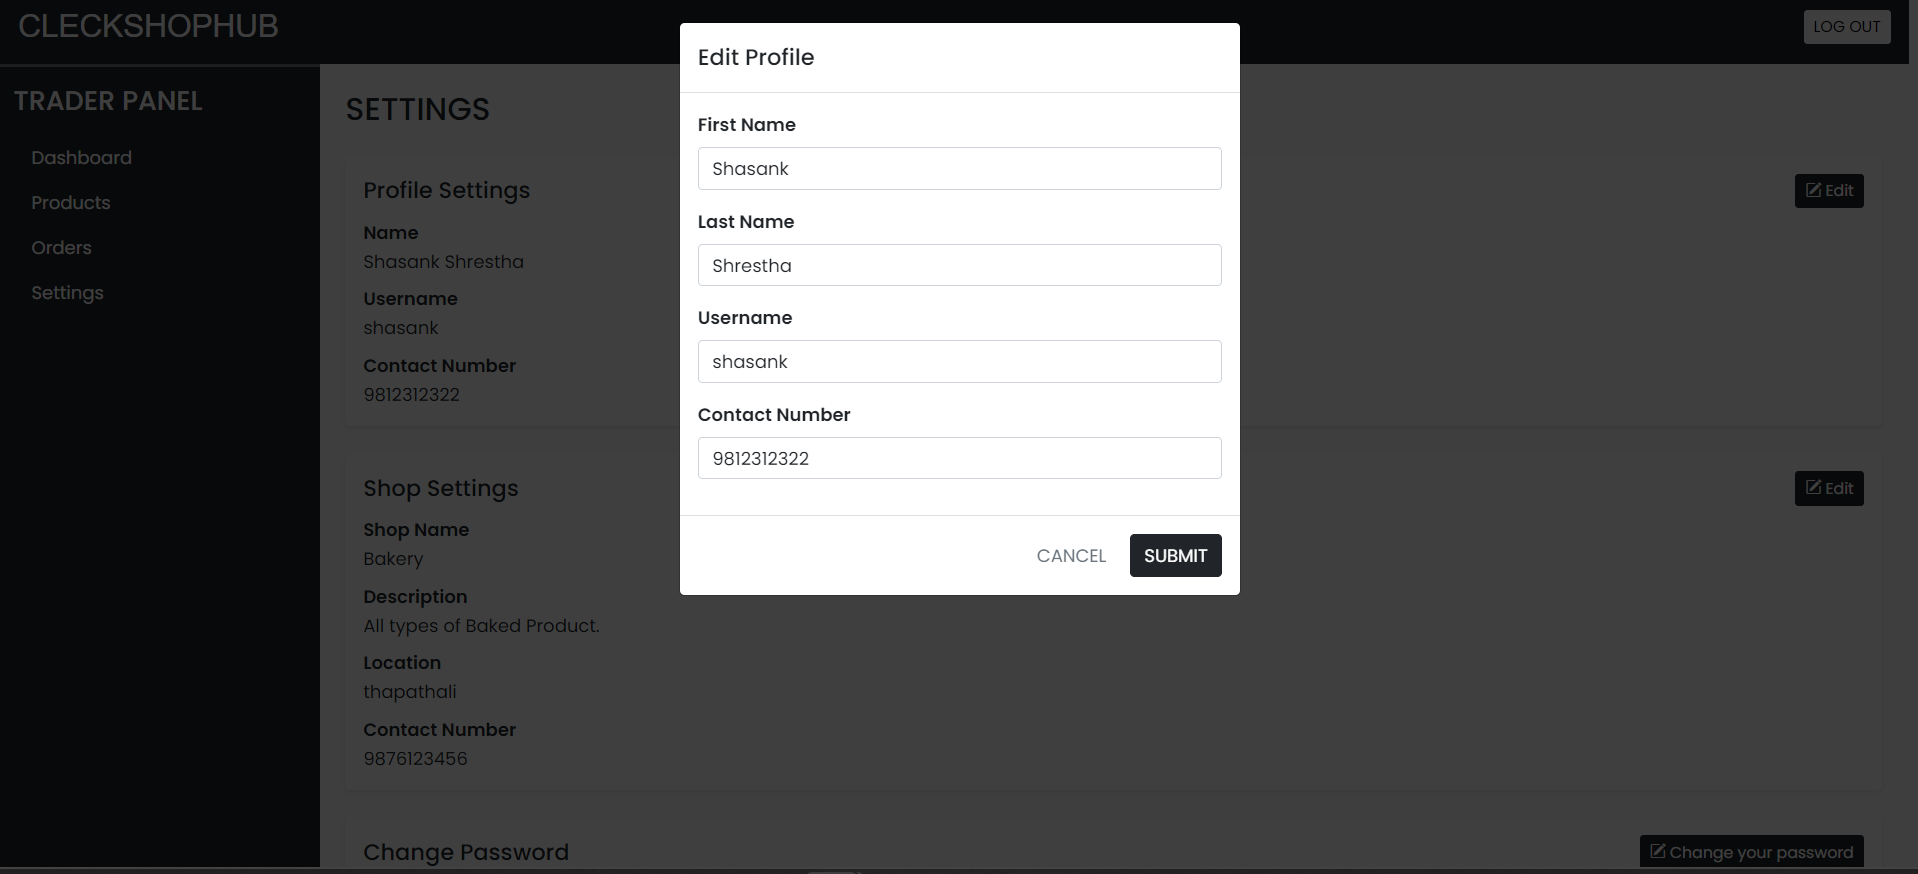 CLECKSHOPHUB
LOG OUT
TRADER PANEL
Dashboard
Products
Orders
Settings
SETTINGS
Profile Settings
Edit
Name
Shasank Shrestha
Username
shasank
Contact Number
9812312322
Shop Settings
Edit
Shop Name
Bakery
Description
All types of Baked Product.
Location
thapathali
Contact Number
9876123456
Change Password
Change your password
Edit Profile
First Name
Shasank
Last Name
Shrestha
Username
shasank
Contact Number
9812312322
CANCEL
SUBMIT